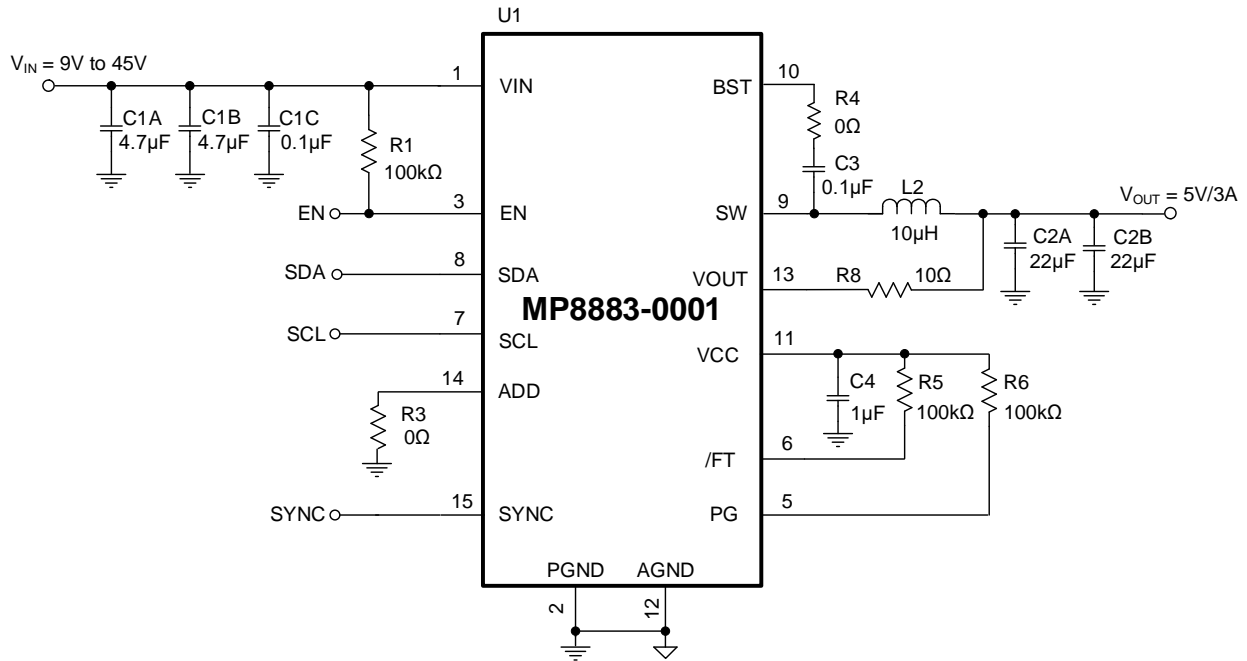 U1
V_IN = 9V to 45V
1
VIN
BST
10
R4
0Ω
C1A
4.7µF
C1B
4.7µF
C1C
0.1µF
R1
100kΩ
C3
0.1µF
L2
10µH
EN
3
EN
SW
9
V_OUT = 5V/3A
C2A
22µF
C2B
22µF
SDA
8
SDA
VOUT
13
R8
10Ω
MP8883-0001
SCL
7
SCL
VCC
11
14
ADD
R3
0Ω
C4
1µF
R5
100kΩ
R6
100kΩ
/FT
6
SYNC
15
SYNC
PG
5
PGND
AGND
2
12